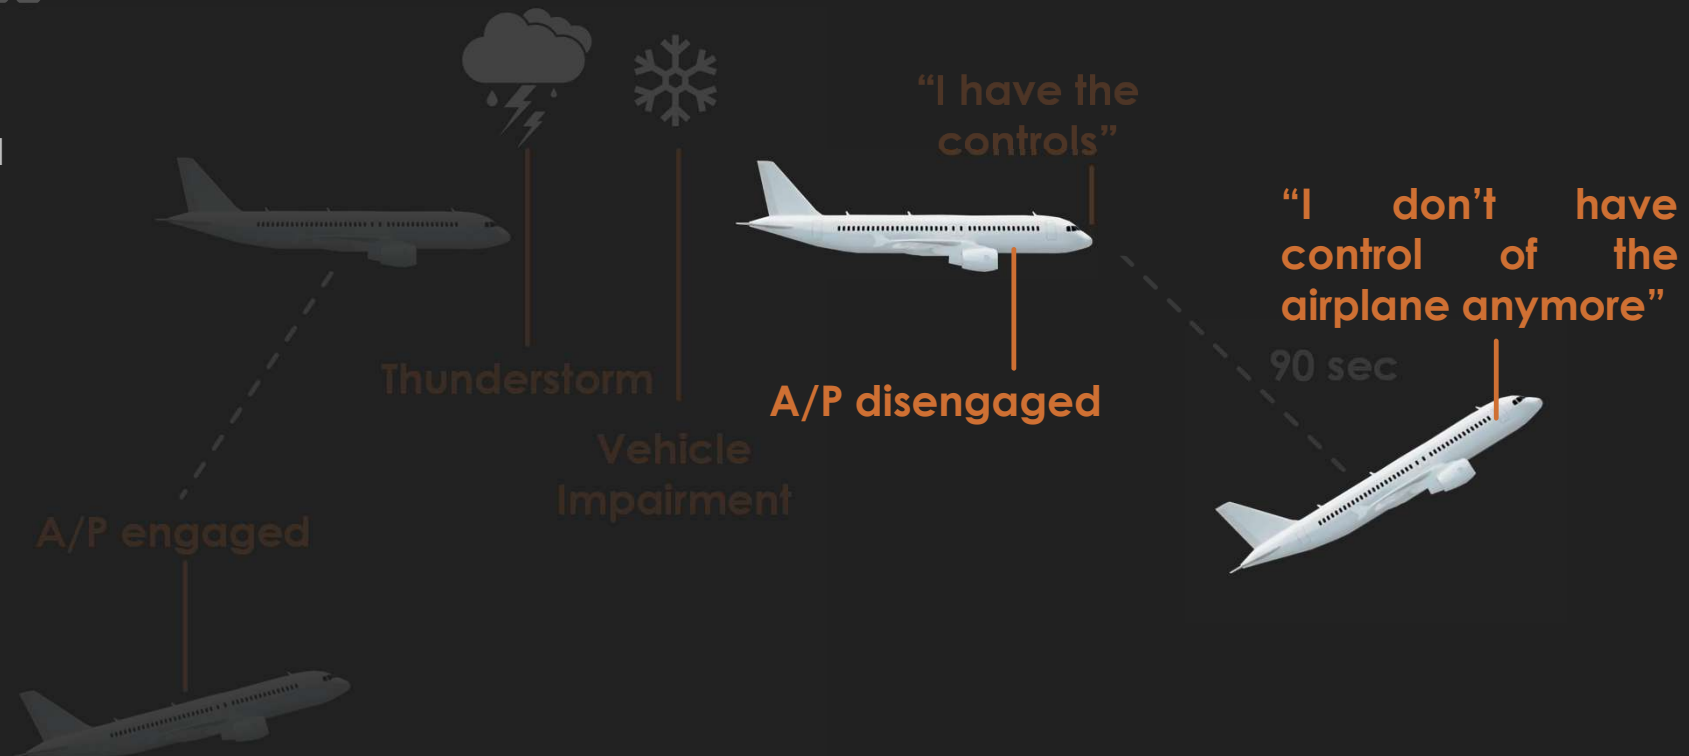 “I have the
controls”
“I don’t have
control of the
airplane anymore”
90 sec
Thunderstorm
A/P disengaged
Vehicle
Impairment
A/P engaged